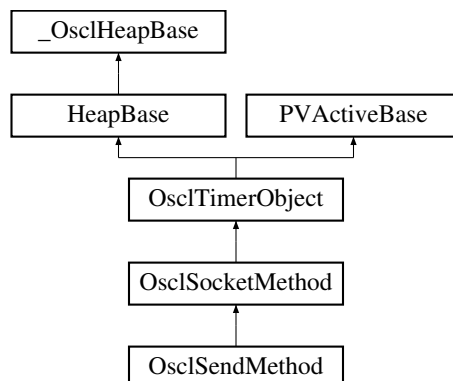 _OsclHeapBase
HeapBase
PVActiveBase
OsclTimerObject
OsclSocketMethod
OsclSendMethod